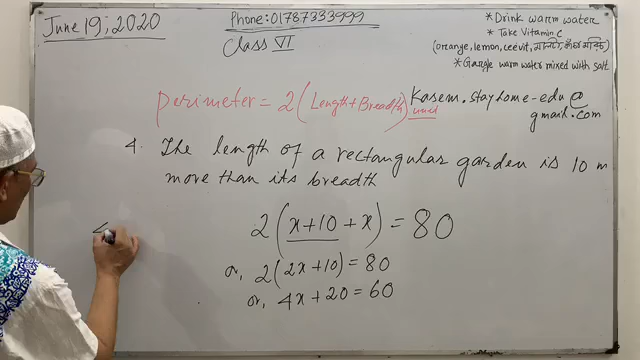 June 19, 2020
Phone: 01787333999
Class VI
* Drink warm water
* Take Vitamin C
(orange, lemon, ceevit,
* Gargle warm water mixed with salt
Perimeter = 2 (Length + Breadth) unit
Kasem.stayhome-edu@
gmail.com
4. The length of a rectangular garden is 10 m
more than its breadth
2 (x+10 + x) = 80
or, 2(2x+10) = 80
or, 4x + 20 = 60